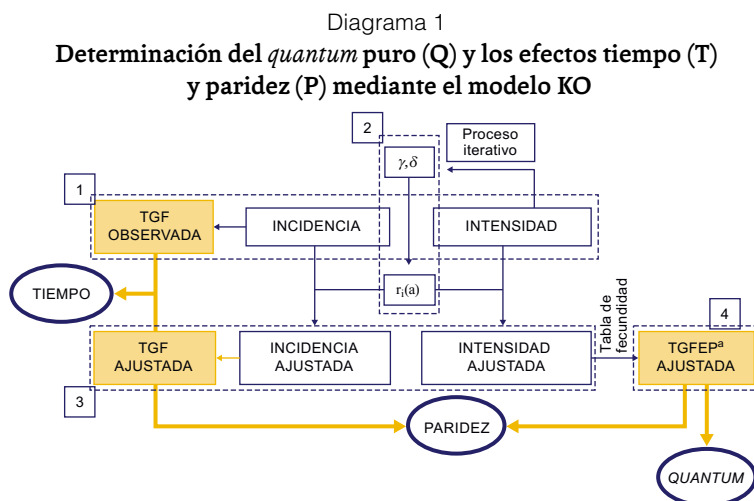 Diagrama 1
Determinación del quantum puro (Q) y los efectos tiempo (T)
y paridez (P) mediante el modelo KO
2
Proceso
iterativo
γ,δ
1
TGF
OBSERVADA
INCIDENCIA
INTENSIDAD
TIEMPO
rᵢ(a)
Tabla de
fecundidad
4
TGF
AJUSTADA
INCIDENCIA
AJUSTADA
INTENSIDAD
AJUSTADA
TGFEPᵃ
AJUSTADA
3
PARIDEZ
QUANTUM